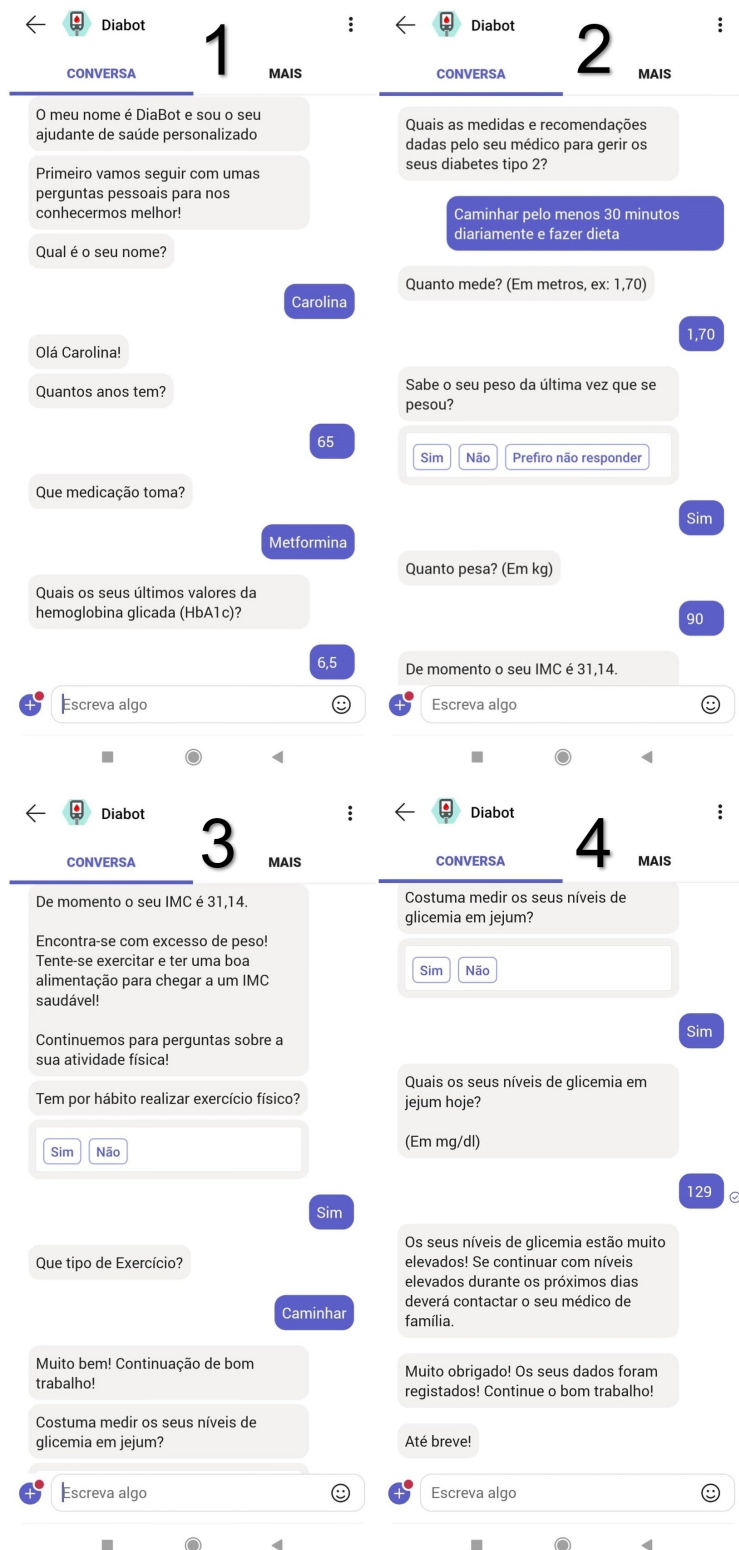 Diabot
1
CONVERSA
MAIS
O meu nome é DiaBot e sou o seu
ajudante de saúde personalizado
Primeiro vamos seguir com umas
perguntas pessoais para nos
conhecermos melhor!
Qual é o seu nome?
Carolina
Olá Carolina!
Quantos anos tem?
65
Que medicação toma?
Metformina
Quais os seus últimos valores da
hemoglobina glicada (HbA1c)?
6,5
Escreva algo
Diabot
2
CONVERSA
MAIS
Quais as medidas e recomendações
dadas pelo seu médico para gerir os
seus diabetes tipo 2?
Caminhar pelo menos 30 minutos
diariamente e fazer dieta
Quanto mede? (Em metros, ex: 1,70)
1,70
Sabe o seu peso da última vez que se
pesou?
Sim
Não
Prefiro não responder
Sim
Quanto pesa? (Em kg)
90
De momento o seu IMC é 31,14.
Escreva algo
Diabot
3
CONVERSA
MAIS
De momento o seu IMC é 31,14.
Encontra-se com excesso de peso!
Tente-se exercitar e ter uma boa
alimentação para chegar a um IMC
saudável!
Continuemos para perguntas sobre a
sua atividade física!
Tem por hábito realizar exercício físico?
Sim
Não
Sim
Que tipo de Exercício?
Caminhar
Muito bem! Continuação de bom
trabalho!
Costuma medir os seus níveis de
glicemia em jejum?
Escreva algo
Diabot
4
CONVERSA
MAIS
Costuma medir os seus níveis de
glicemia em jejum?
Sim
Não
Sim
Quais os seus níveis de glicemia em
jejum hoje?
(Em mg/dl)
129
Os seus níveis de glicemia estão muito
elevados! Se continuar com níveis
elevados durante os próximos dias
deverá contactar o seu médico de
família.
Muito obrigado! Os seus dados foram
registados! Continue o bom trabalho!
Até breve!
Escreva algo